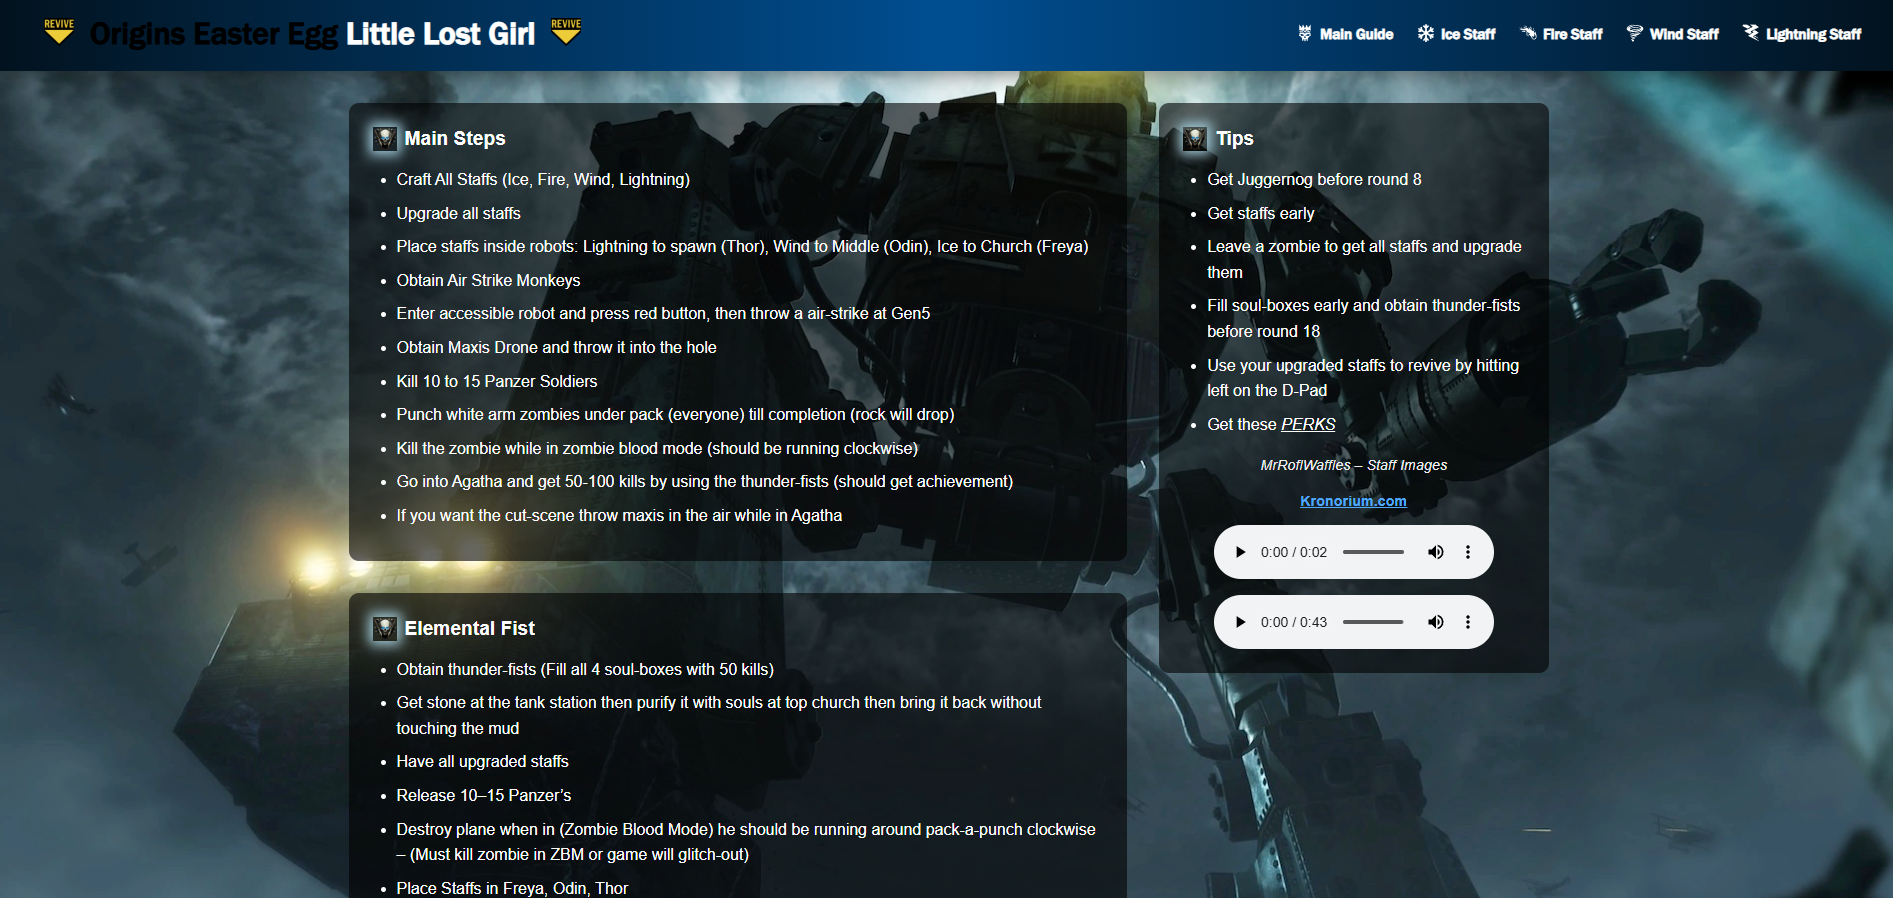 REVIVE Origins Easter Egg Little Lost Girl REVIVE
Main Guide Ice Staff Fire Staff Wind Staff Lightning Staff
Main Steps
Craft All Staffs (Ice, Fire, Wind, Lightning)
Upgrade all staffs
Place staffs inside robots: Lightning to spawn (Thor), Wind to Middle (Odin), Ice to Church (Freya)
Obtain Air Strike Monkeys
Enter accessible robot and press red button, then throw a air-strike at Gen5
Obtain Maxis Drone and throw it into the hole
Kill 10 to 15 Panzer Soldiers
Punch white arm zombies under pack (everyone) till completion (rock will drop)
Kill the zombie while in zombie blood mode (should be running clockwise)
Go into Agatha and get 50-100 kills by using the thunder-fists (should get achievement)
If you want the cut-scene throw maxis in the air while in Agatha
Elemental Fist
Obtain thunder-fists (Fill all 4 soul-boxes with 50 kills)
Get stone at the tank station then purify it with souls at top church then bring it back without
touching the mud
Have all upgraded staffs
Release 10–15 Panzer’s
Destroy plane when in (Zombie Blood Mode) he should be running around pack-a-punch clockwise
– (Must kill zombie in ZBM or game will glitch-out)
Place Staffs in Freya, Odin, Thor
Tips
Get Juggernog before round 8
Get staffs early
Leave a zombie to get all staffs and upgrade
them
Fill soul-boxes early and obtain thunder-fists
before round 18
Use your upgraded staffs to revive by hitting
left on the D-Pad
Get these PERKS
MrRoflWaffles – Staff Images
Kronorium.com
0:00 / 0:02
0:00 / 0:43